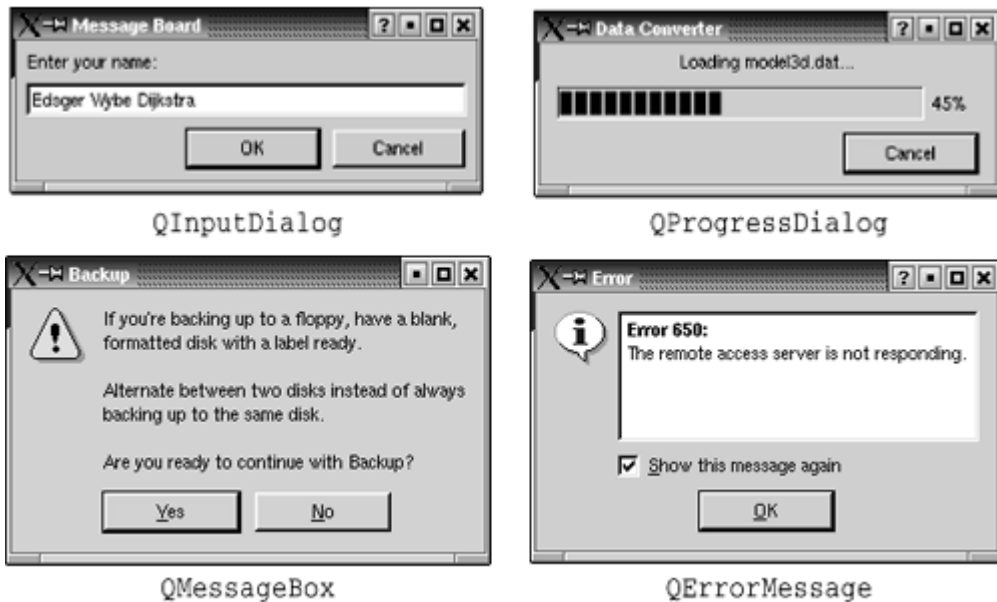 Message Board
Enter your name:
Edsger Wybe Dijkstra
OK Cancel
QInputDialog
Data Converter
Loading model3d.dat...
45%
Cancel
QProgressDialog
Backup
If you're backing up to a floppy, have a blank,
formatted disk with a label ready.
Alternate between two disks instead of always
backing up to the same disk.
Are you ready to continue with Backup?
Yes No
QMessageBox
Error
Error 650:
The remote access server is not responding.
Show this message again
OK
QErrorMessage